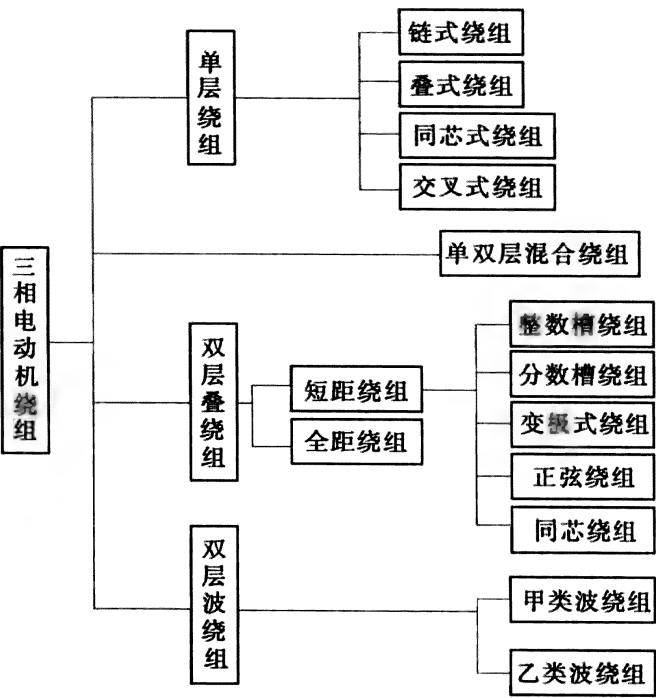 三相电动机绕组
单层绕组
链式绕组
叠式绕组
同芯式绕组
交叉式绕组
单双层混合绕组
双层叠绕组
短距绕组
全距绕组
整数槽绕组
分数槽绕组
变极式绕组
正弦绕组
同芯绕组
双层波绕组
甲类波绕组
乙类波绕组